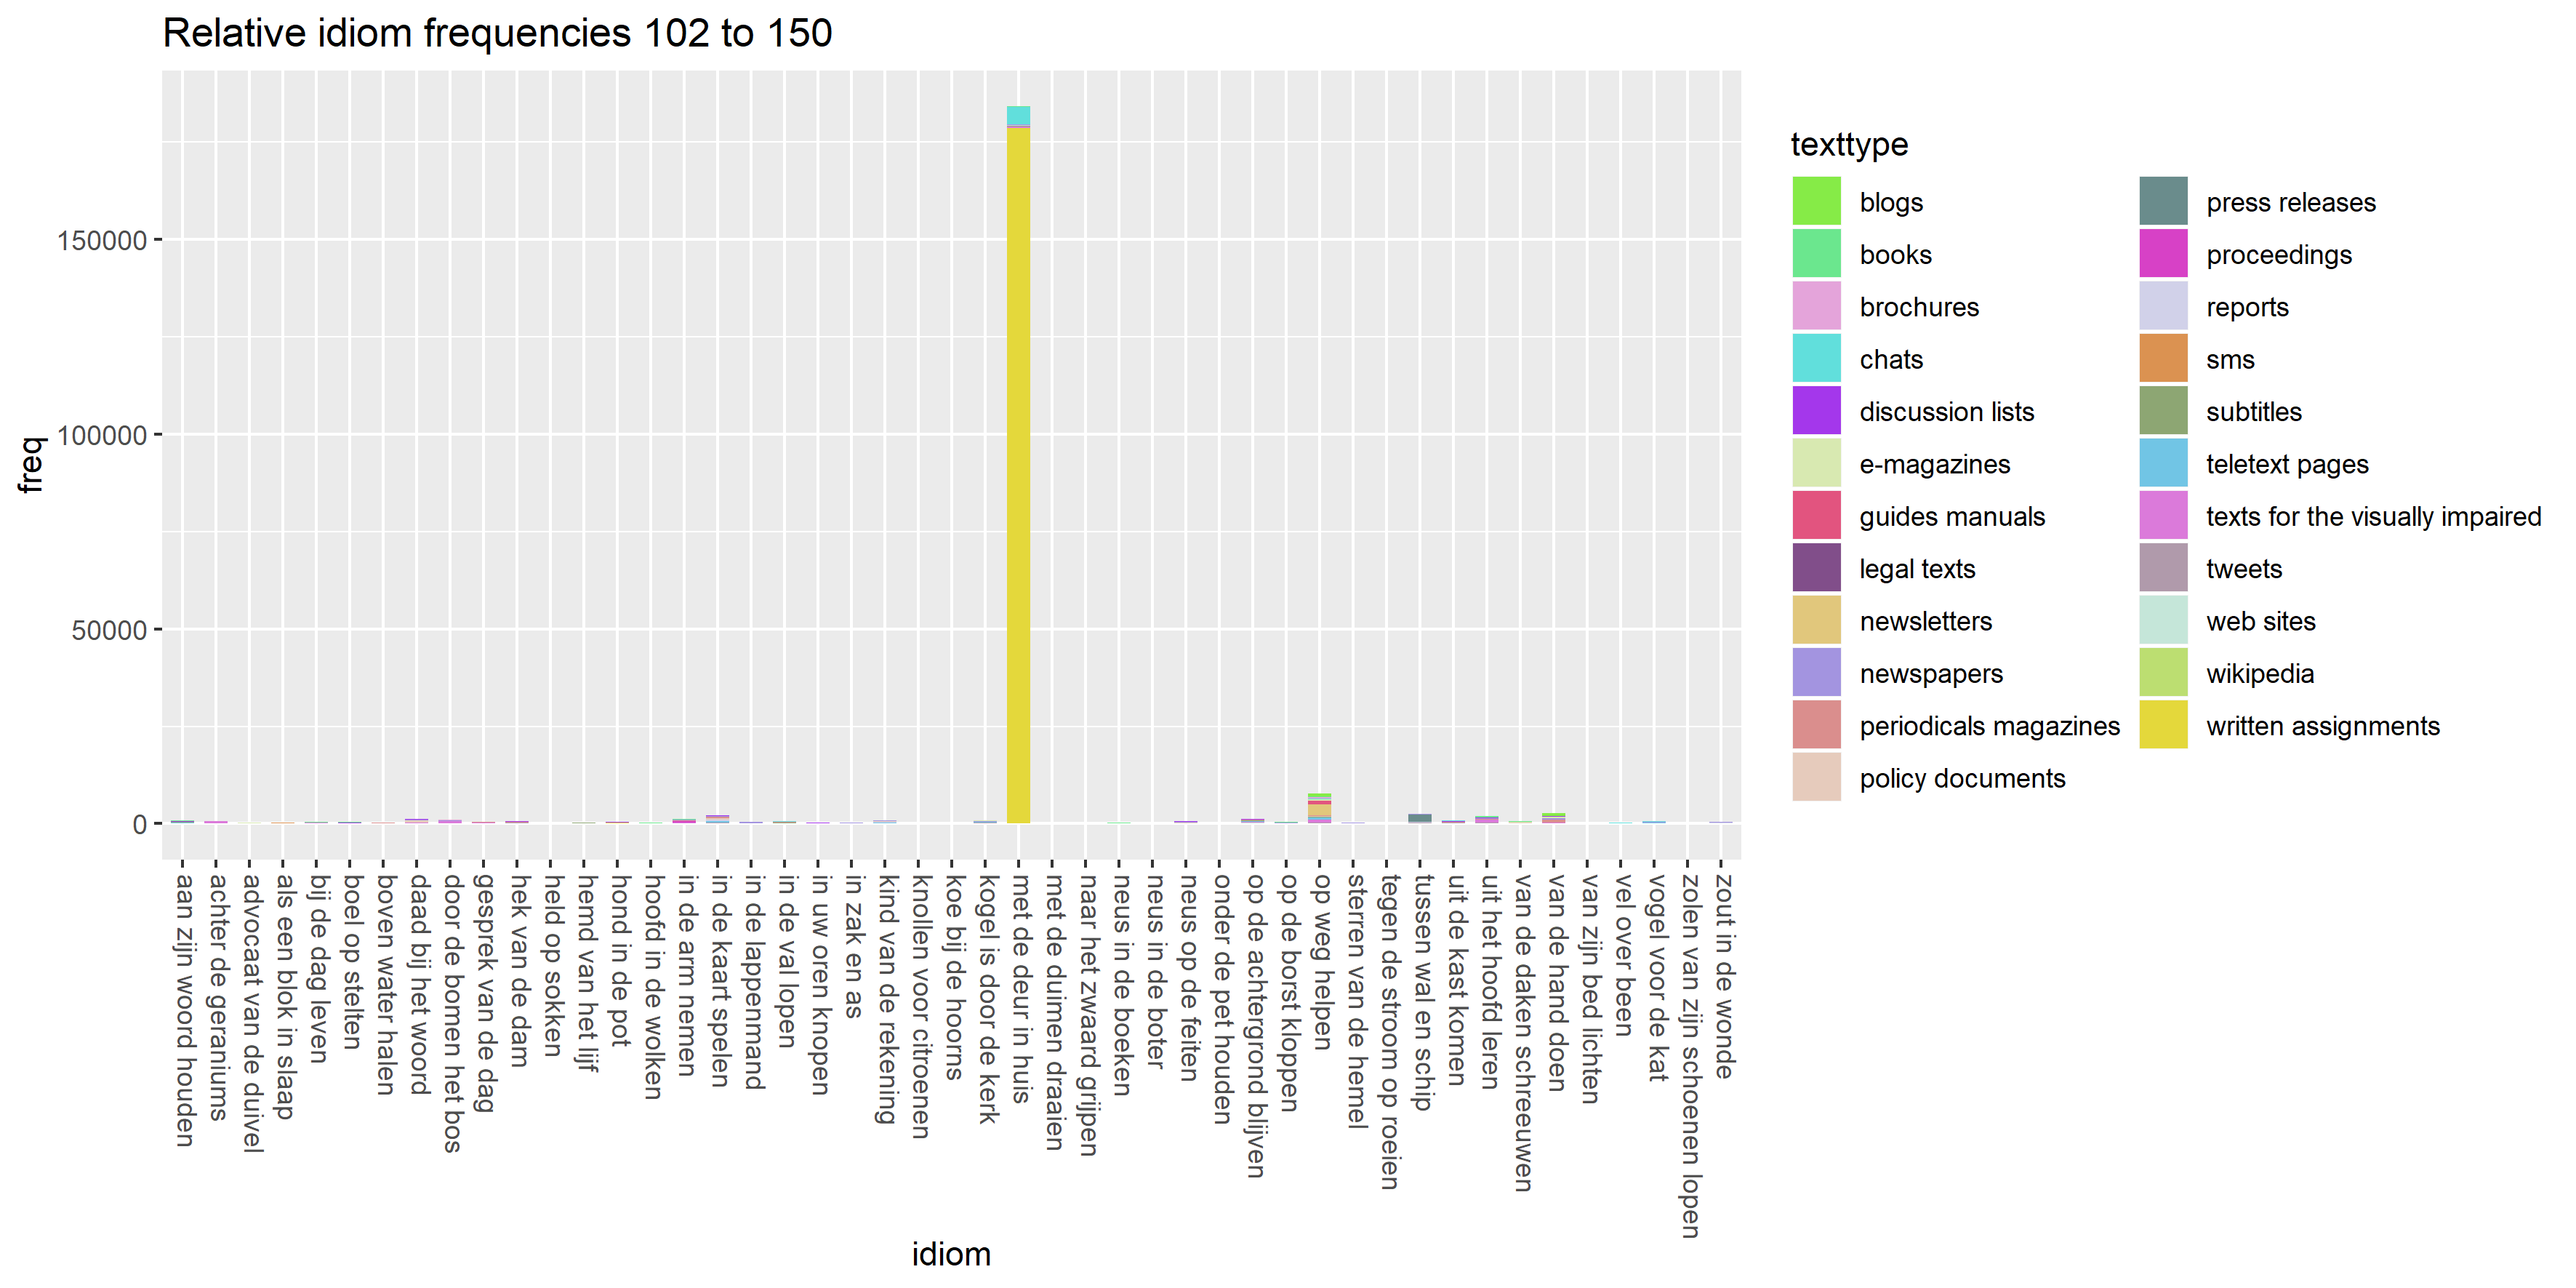 Relative idiom frequencies 102 to 150
freq
150000
100000
50000
0
aan zijn woord houden
achter de geraniums
advocaat van de duivel
als een blok in slaap
bij de dag leven
boel op stelten
boven water halen
daad bij het woord
door de bomen het bos
gesprek van de dag
hek van de dam
held op sokken
hemd van het lijf
hond in de pot
hoofd in de wolken
in de arm nemen
in de kaart spelen
in de lappenmand
in de val lopen
in uw oren knopen
in zak en as
kind van de rekening
knollen voor citroenen
koe bij de hoorns
kogel is door de kerk
met de deur in huis
met de duimen draaien
naar het zwaard grijpen
neus in de boeken
neus in de boter
neus op de feiten
onder de pet houden
op de achtergrond blijven
op de borst kloppen
op weg helpen
sterren van de hemel
tegen de stroom op roeien
tussen wal en schip
uit de kast komen
uit het hoofd leren
van de daken schreeuwen
van de hand doen
van zijn bed lichten
vel over been
vogel voor de kat
zolen van zijn schoenen lopen
zout in de wonde
idiom
texttype
blogs
books
brochures
chats
discussion lists
e-magazines
guides manuals
legal texts
newsletters
newspapers
periodicals magazines
policy documents
press releases
proceedings
reports
sms
subtitles
teletext pages
texts for the visually impaired
tweets
web sites
wikipedia
written assignments